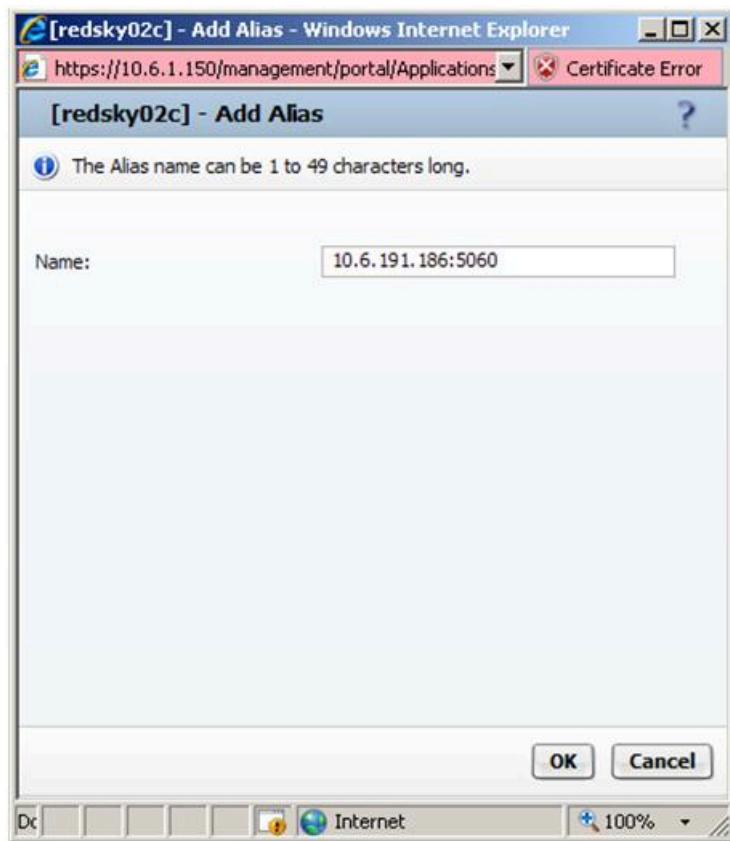 [redsky02c] - Add Alias - Windows Internet Explorer
https://10.6.1.150/management/portal/Applications
Certificate Error
[redsky02c] - Add Alias
?
The Alias name can be 1 to 49 characters long.
Name: 10.6.191.186:5060
OK Cancel
Internet 100%